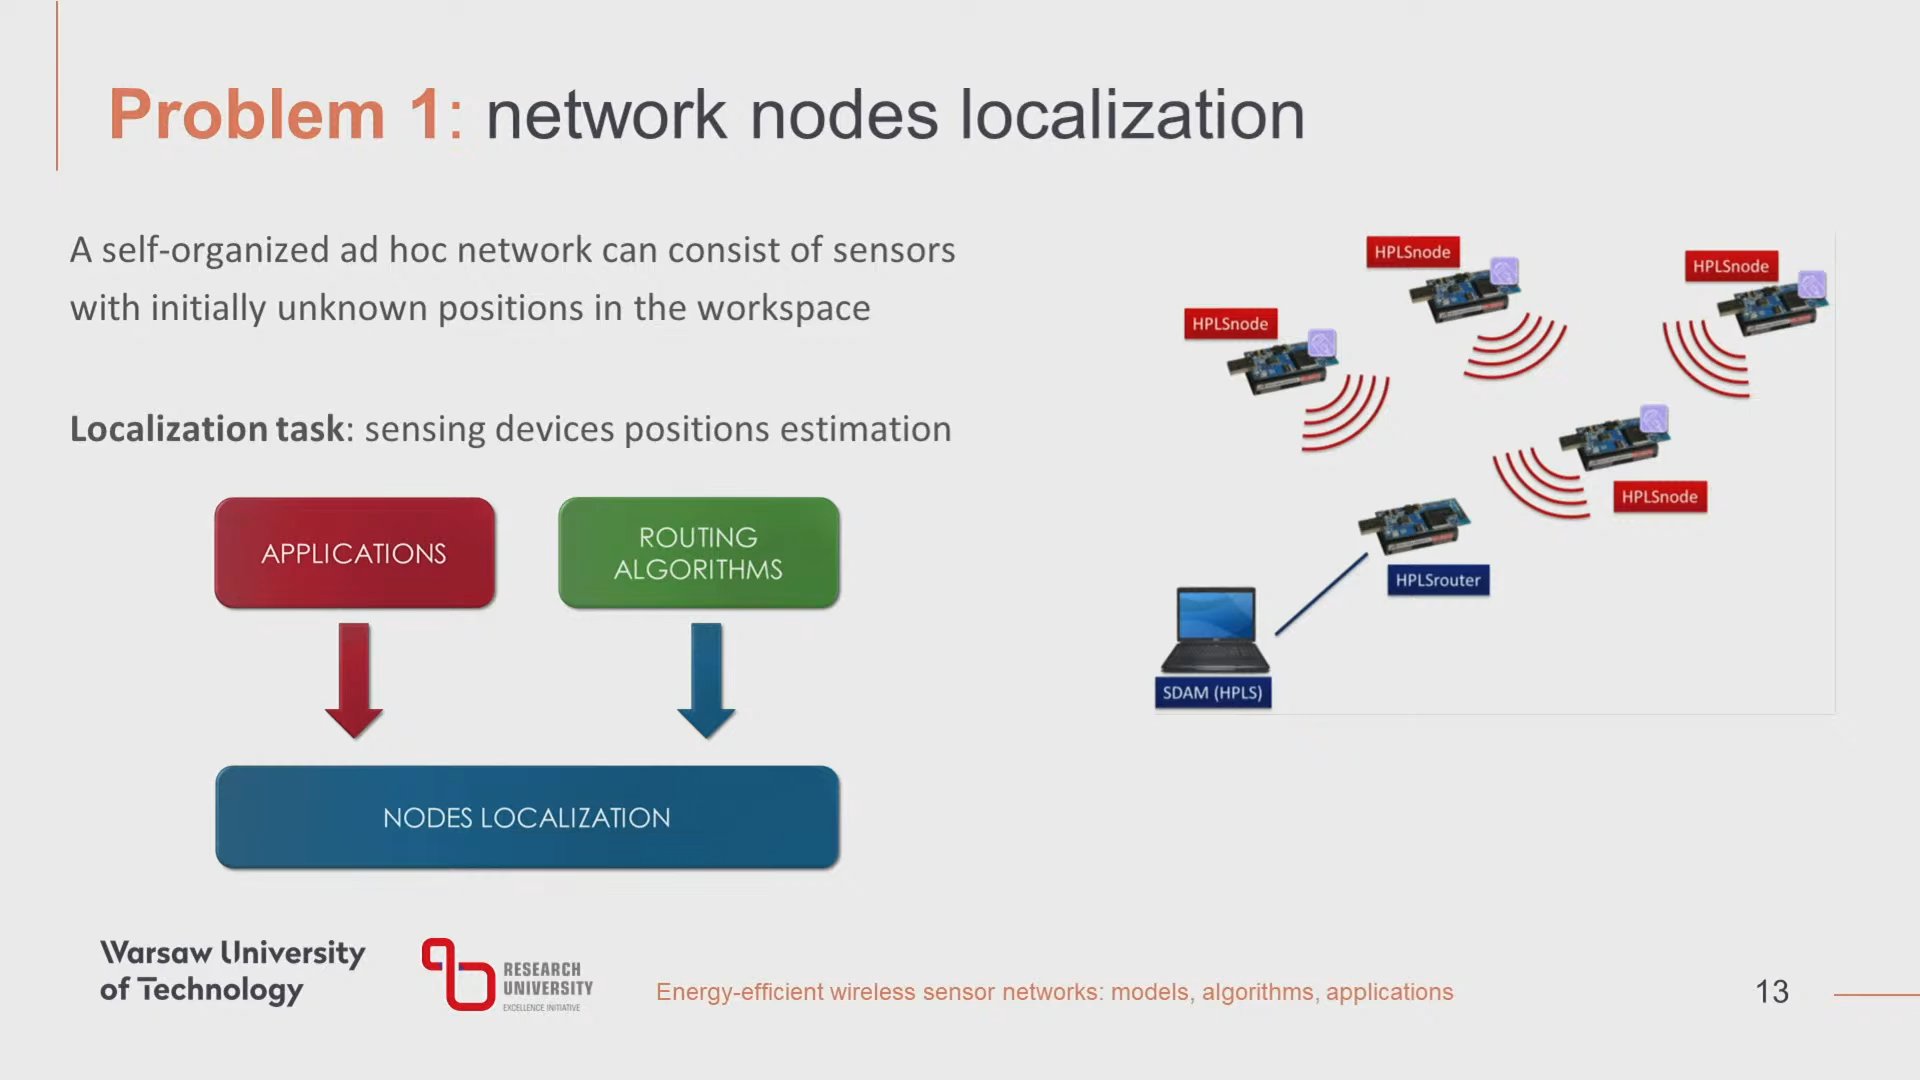 Problem 1: network nodes localization
A self-organized ad hoc network can consist of sensors
with initially unknown positions in the workspace
Localization task: sensing devices positions estimation
APPLICATIONS
ROUTING
ALGORITHMS
NODES LOCALIZATION
HPLSnode
HPLSnode
HPLSnode
HPLSnode
HPLSrouter
SDAM (HPLS)
Warsaw University
of Technology
RESEARCH
UNIVERSITY
EXCELLENCE INITIATIVE
Energy-efficient wireless sensor networks: models, algorithms, applications
13